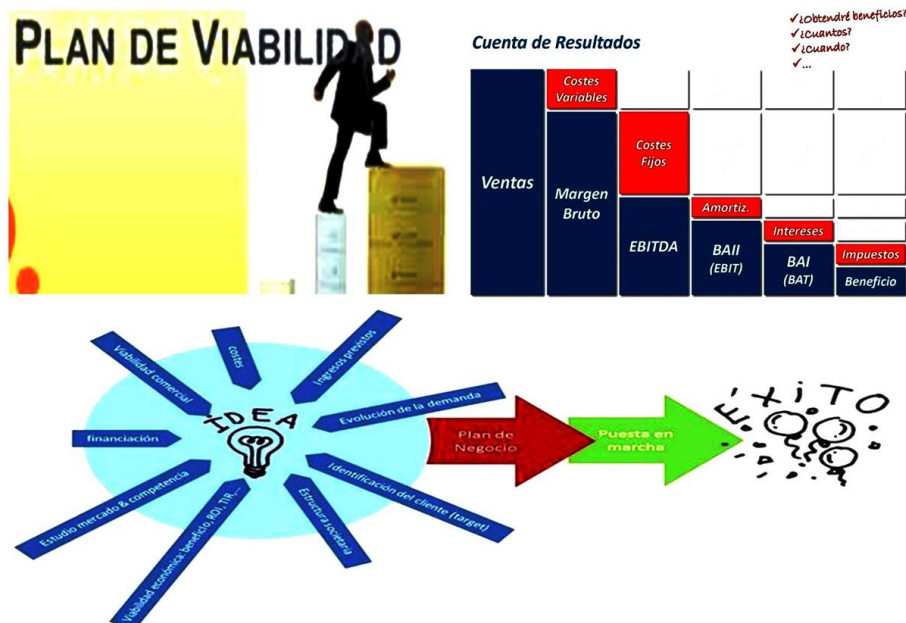 PLAN DE VIABILIDAD
Cuenta de Resultados
✓¿Obtendré beneficios?
✓¿Cuantos?
✓¿Cuando?
✓...
Ventas
Costes
Variables
Margen
Bruto
Costes
Fijos
EBITDA
Amortiz.
BAII
(EBIT)
Intereses
BAI
(BAT)
Impuestos
Beneficio
Viabilidad comercial
costes
Ingresos previstos
Evolución de la demanda
financiación
IDEA
Estudio mercado & competencia
Viabilidad económica: beneficio, ROI, TIR,...
Estructura societaria
Identificación del cliente (target)
Plan de
Negocio
Puesta en
marcha
ÉXiTO